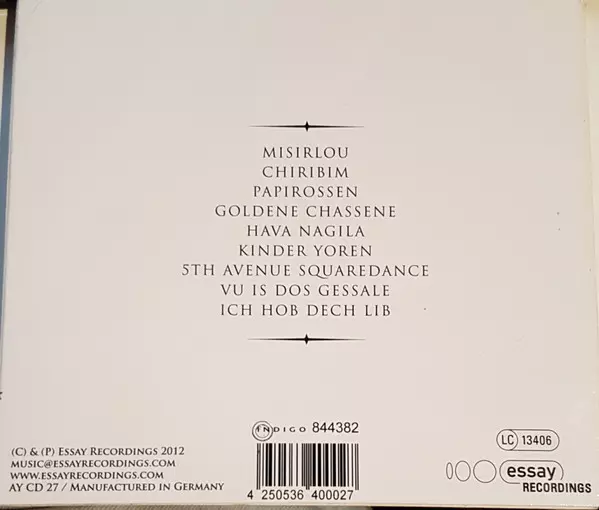 MISIRLOU
CHIRIBIM
PAPIROSSEN
GOLDENE CHASSENE
HAVA NAGILA
KINDER YOREN
5TH AVENUE SQUAREDANCE
VU IS DOS GESSALE
ICH HOB DECH LIB
INDIGO 844382
(C) & (P) ESSAY RECORDINGS 2012
MUSIC@ESSAYRECORDINGS.COM
WWW.ESSAYRECORDINGS.COM
AY CD 27 / MANUFACTURED IN GERMANY
4 250536 400027
LC 13406
essay
RECORDINGS